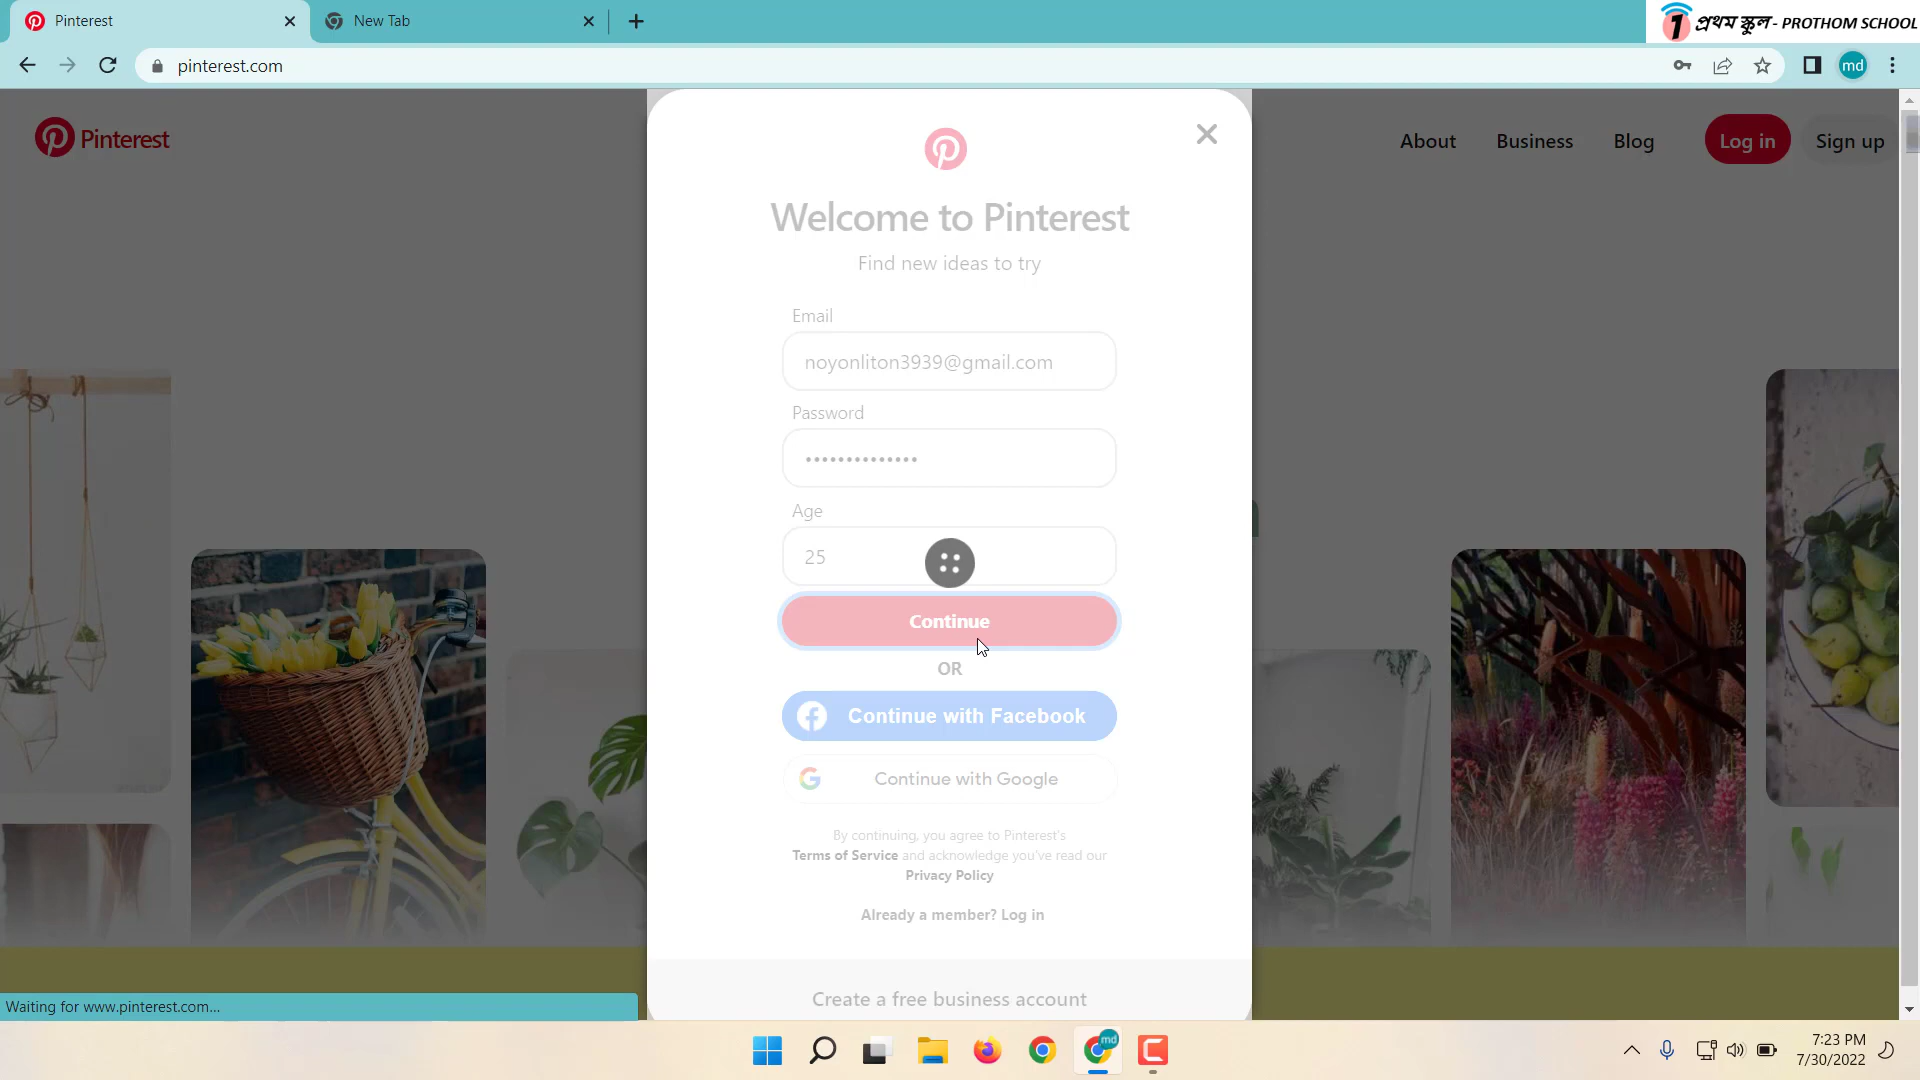 Pinterest
New Tab
প্রথম স্কুল - PROTHOM SCHOOL
pinterest.com
md
Pinterest
About
Business
Blog
Log in
Sign up
Welcome to Pinterest
Find new ideas to try
Email
noyonliton3939@gmail.com
Password
••••••••••••••
Age
25
Continue
OR
Continue with Facebook
Continue with Google
By continuing, you agree to Pinterest's
Terms of Service and acknowledge you've read our
Privacy Policy
Already a member? Log in
Create a free business account
Waiting for www.pinterest.com...
md
7:23 PM
7/30/2022